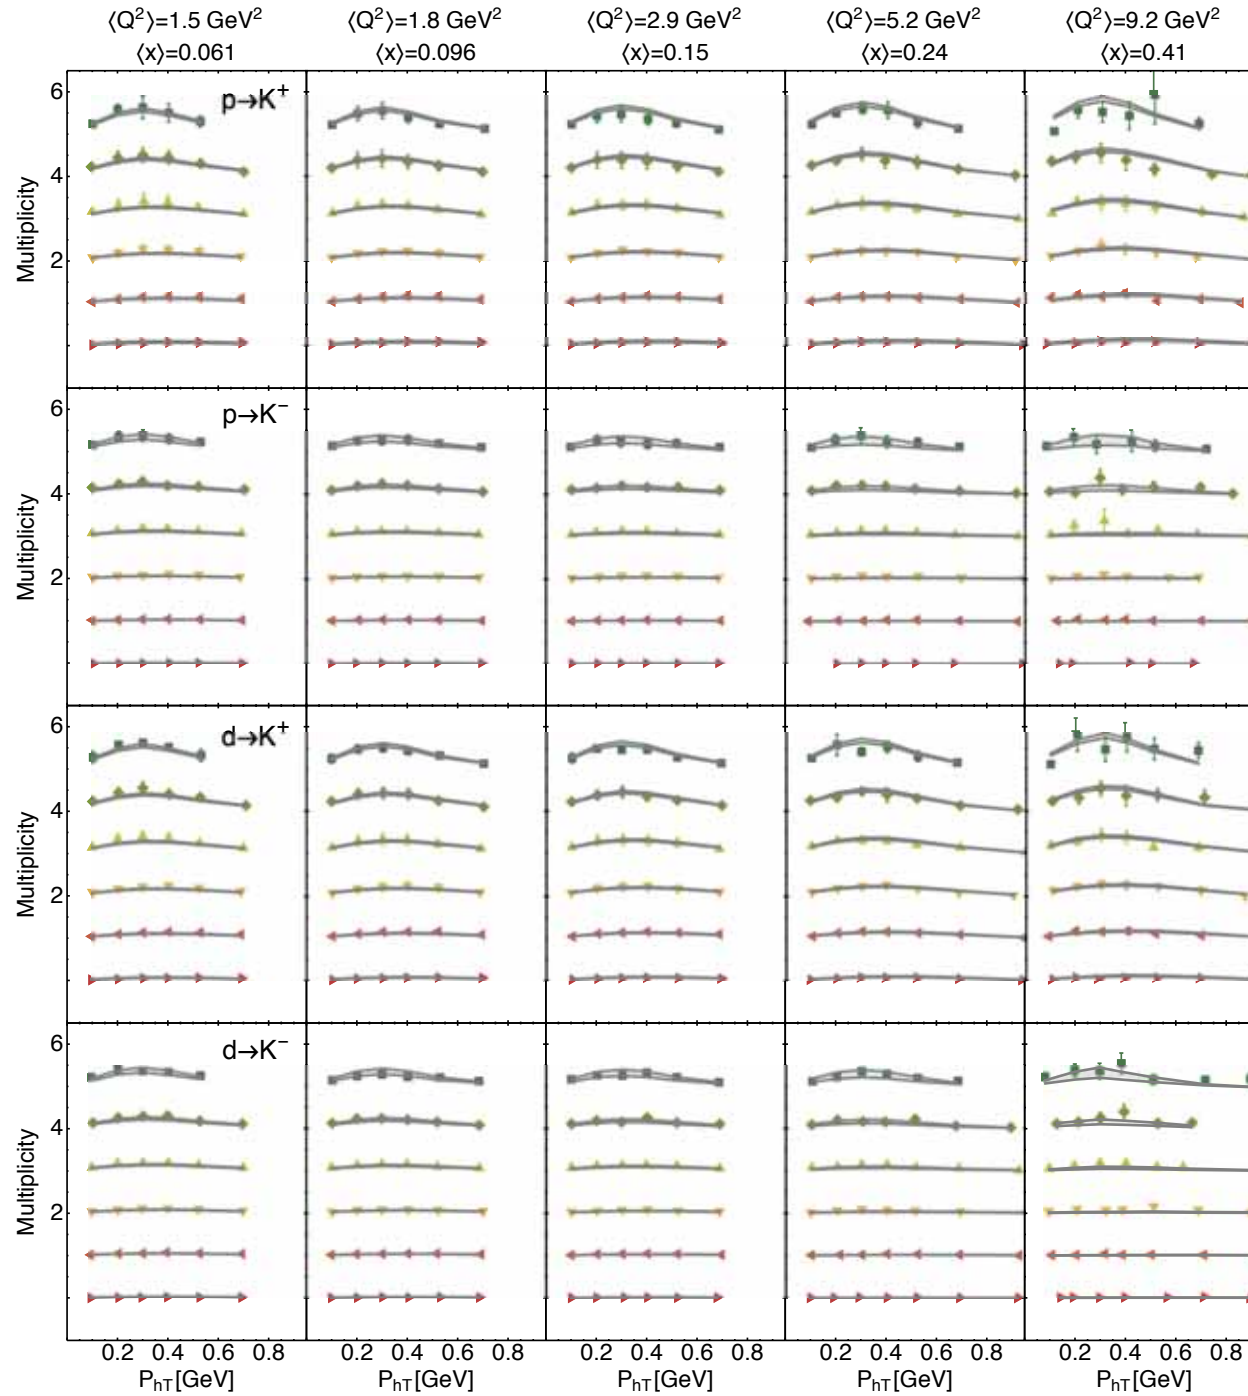 ⟨Q²⟩=1.5 GeV² ⟨Q²⟩=1.8 GeV² ⟨Q²⟩=2.9 GeV² ⟨Q²⟩=5.2 GeV² ⟨Q²⟩=9.2 GeV²
⟨x⟩=0.061 ⟨x⟩=0.096 ⟨x⟩=0.15 ⟨x⟩=0.24 ⟨x⟩=0.41
6
p→K⁺
4
Multiplicity
2
6
p→K⁻
4
Multiplicity
2
6
d→K⁺
4
Multiplicity
2
6
d→K⁻
4
Multiplicity
2
0.2 0.4 0.6 0.8 0.2 0.4 0.6 0.8 0.2 0.4 0.6 0.8 0.2 0.4 0.6 0.8 0.2 0.4 0.6 0.8
P_hT[GeV] P_hT[GeV] P_hT[GeV] P_hT[GeV] P_hT[GeV]